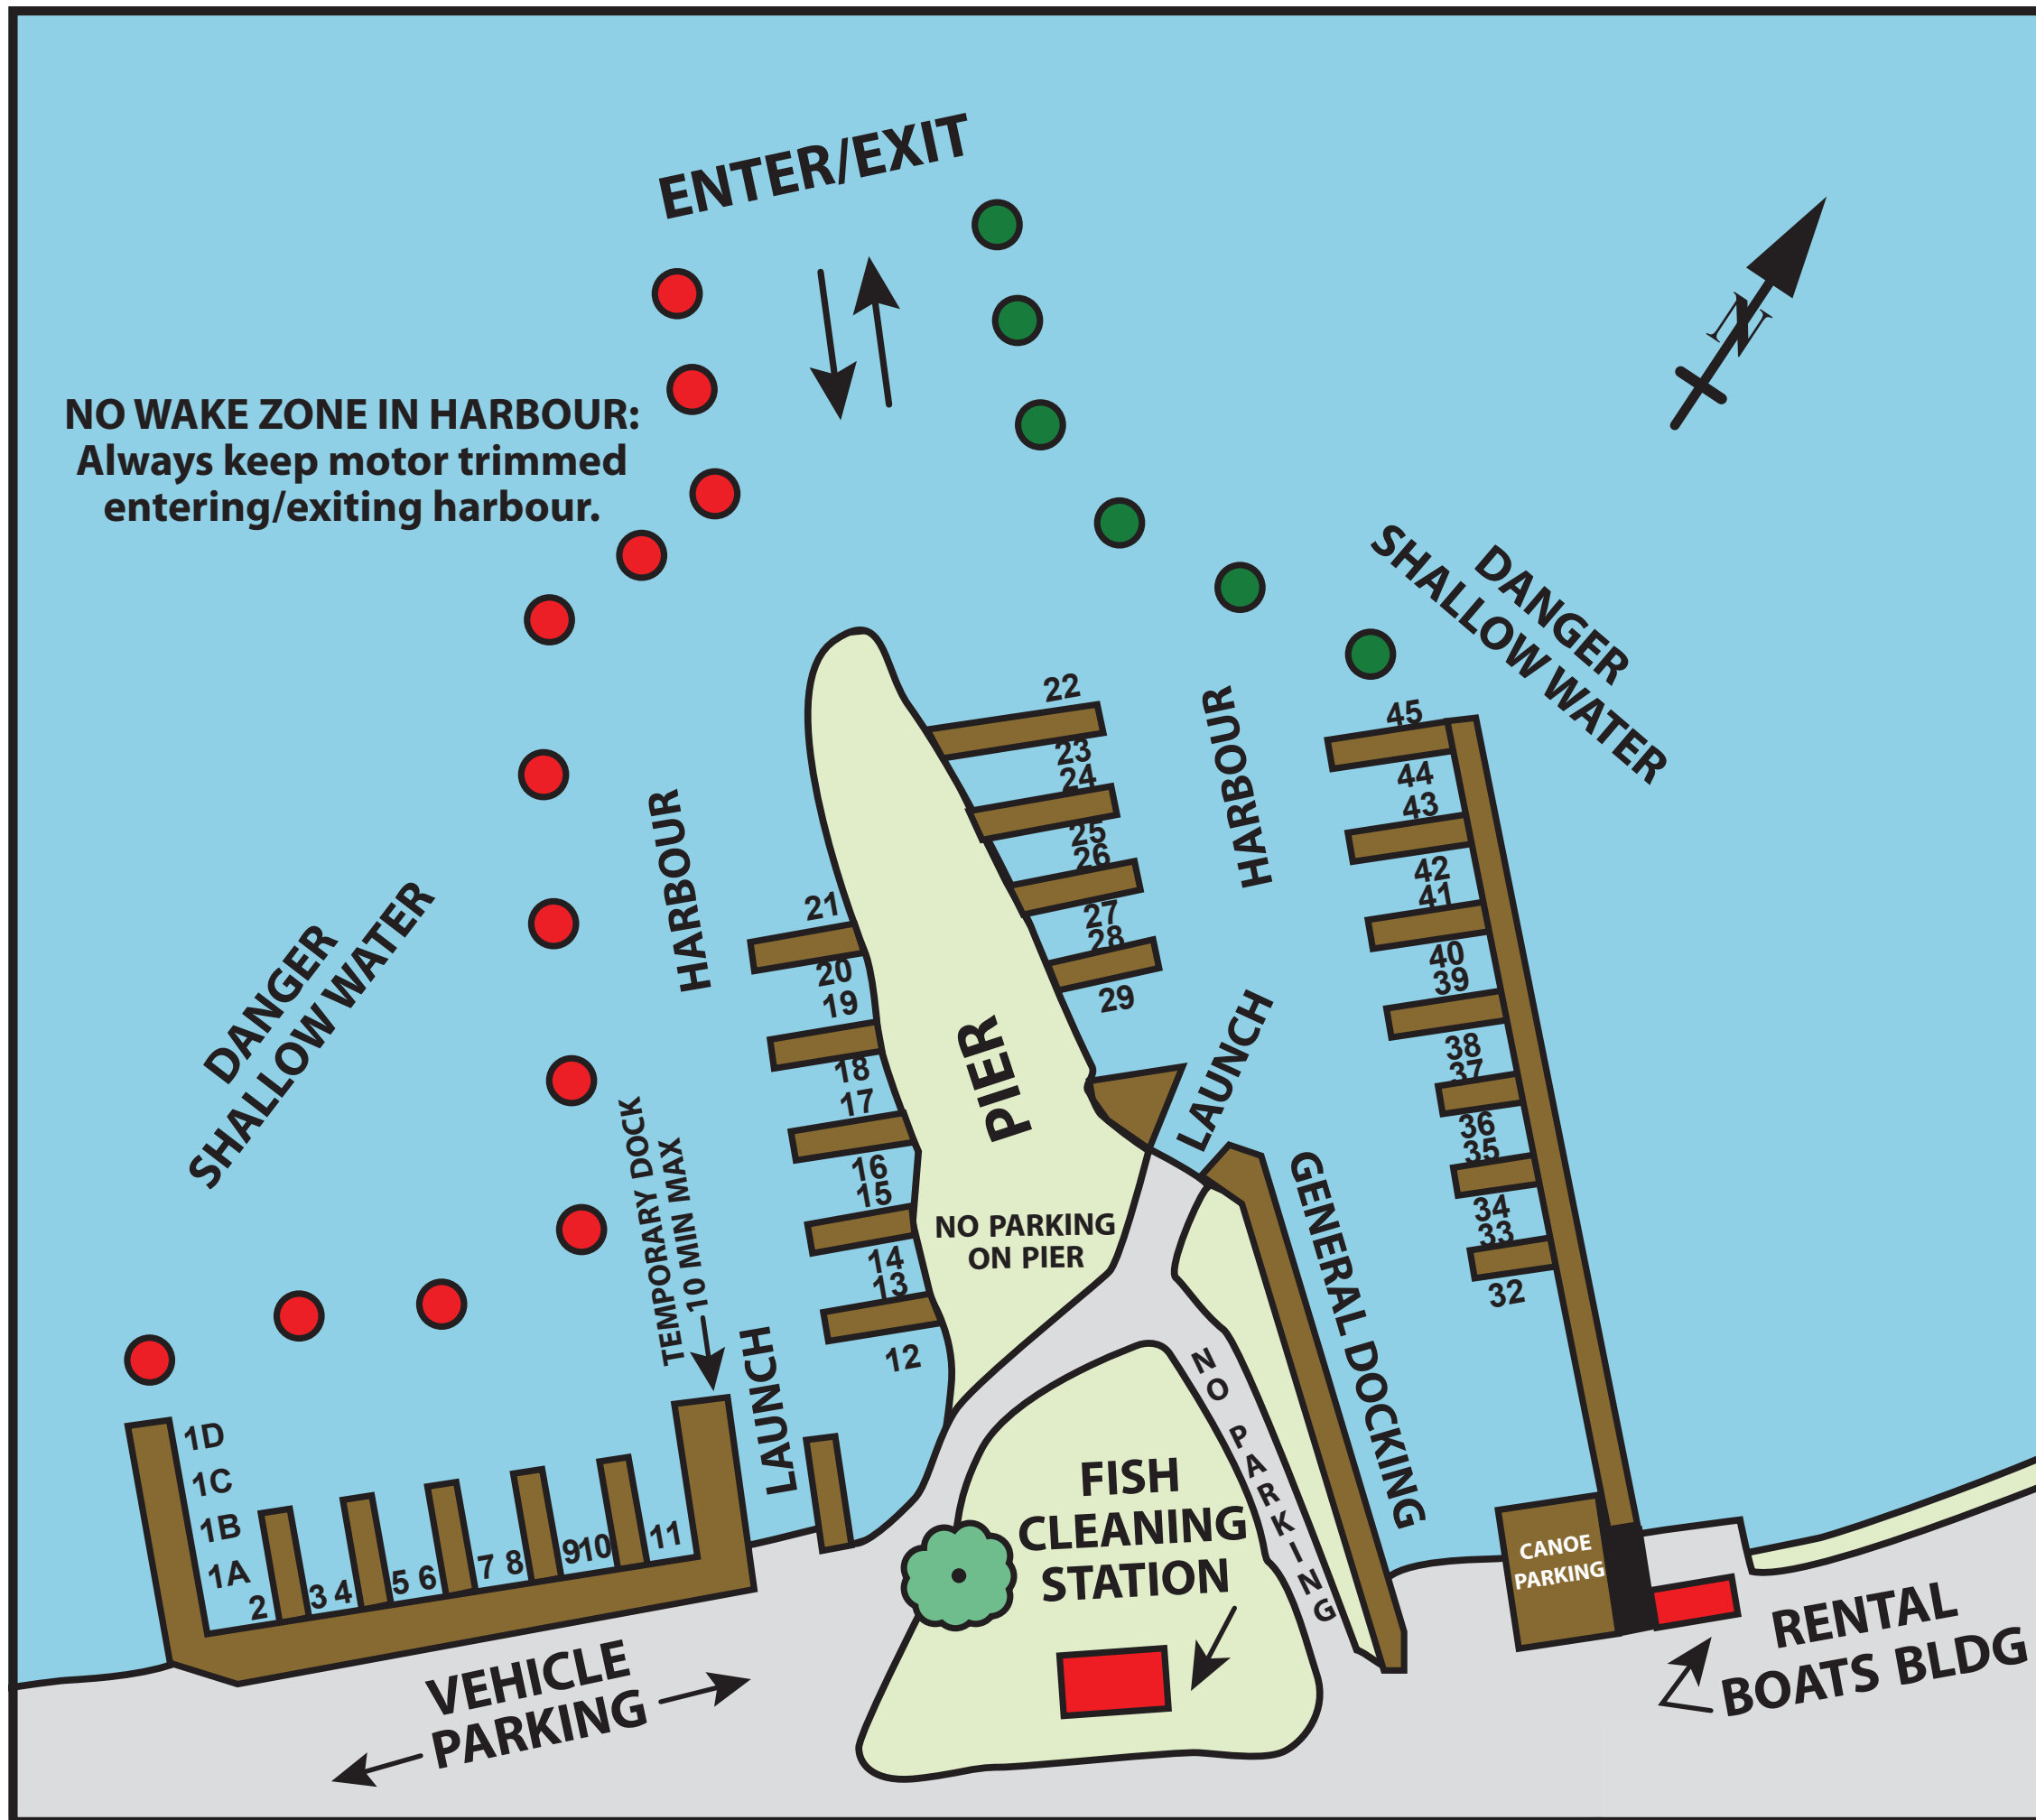 ENTER/EXIT
N
NO WAKE ZONE IN HARBOUR:
Always keep motor trimmed
entering/exiting harbour.
DANGER
SHALLOW WATER
DANGER
SHALLOW WATER
HARBOUR
HARBOUR
22
23
24
25
26
27
28
29
45
44
43
42
41
40
39
38
37
36
35
34
33
32
21
20
19
18
17
16
15
14
13
12
PIER
LAUNCH
NO PARKING
ON PIER
GENERAL DOCKING
TEMPORARY DOCK
10 MIN MAX
LAUNCH
NO PARKING
1D
1C
1B
1A
2
3 4
5 6
7 8
9 10
11
FISH
CLEANING
STATION
CANOE
PARKING
VEHICLE
PARKING
RENTAL
BOATS BLDG